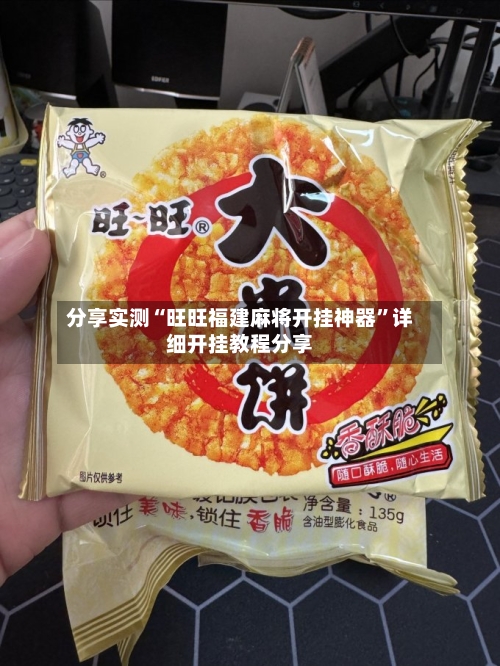 旺~旺®
大
脆
饼
分享实测“旺旺福建麻将开挂神器”详
细开挂教程分享
香酥脆
随口酥脆,随心生活
图片仅供参考
锁住美味,锁住香脆
净含量:135g
含油型膨化食品